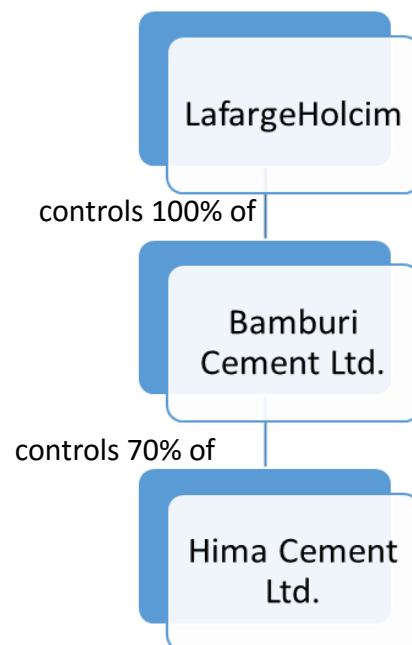 LafargeHolcim
controls 100% of
Bamburi
Cement Ltd.
controls 70% of
Hima Cement
Ltd.